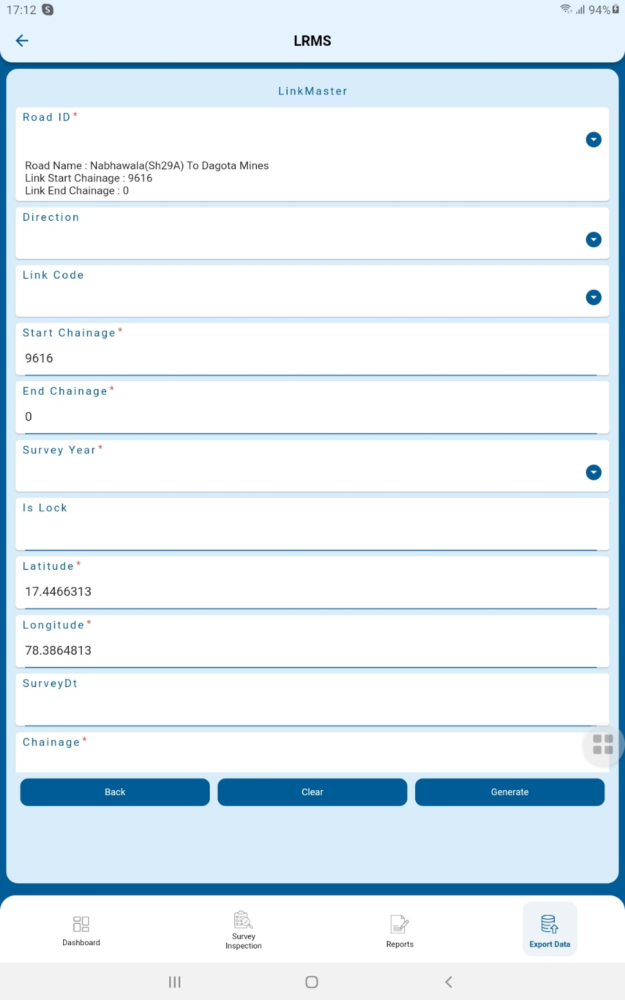 17:12 S 94%
LRMS
LinkMaster
Road ID *
Road Name : Nabhawala(Sh29A) To Dagota Mines
Link Start Chainage : 9616
Link End Chainage : 0
Direction
Link Code
Start Chainage *
9616
End Chainage *
0
Survey Year *
Is Lock
Latitude *
17.4466313
Longitude *
78.3864813
SurveyDt
Chainage *
Back Clear Generate
Dashboard Survey Inspection Reports Export Data